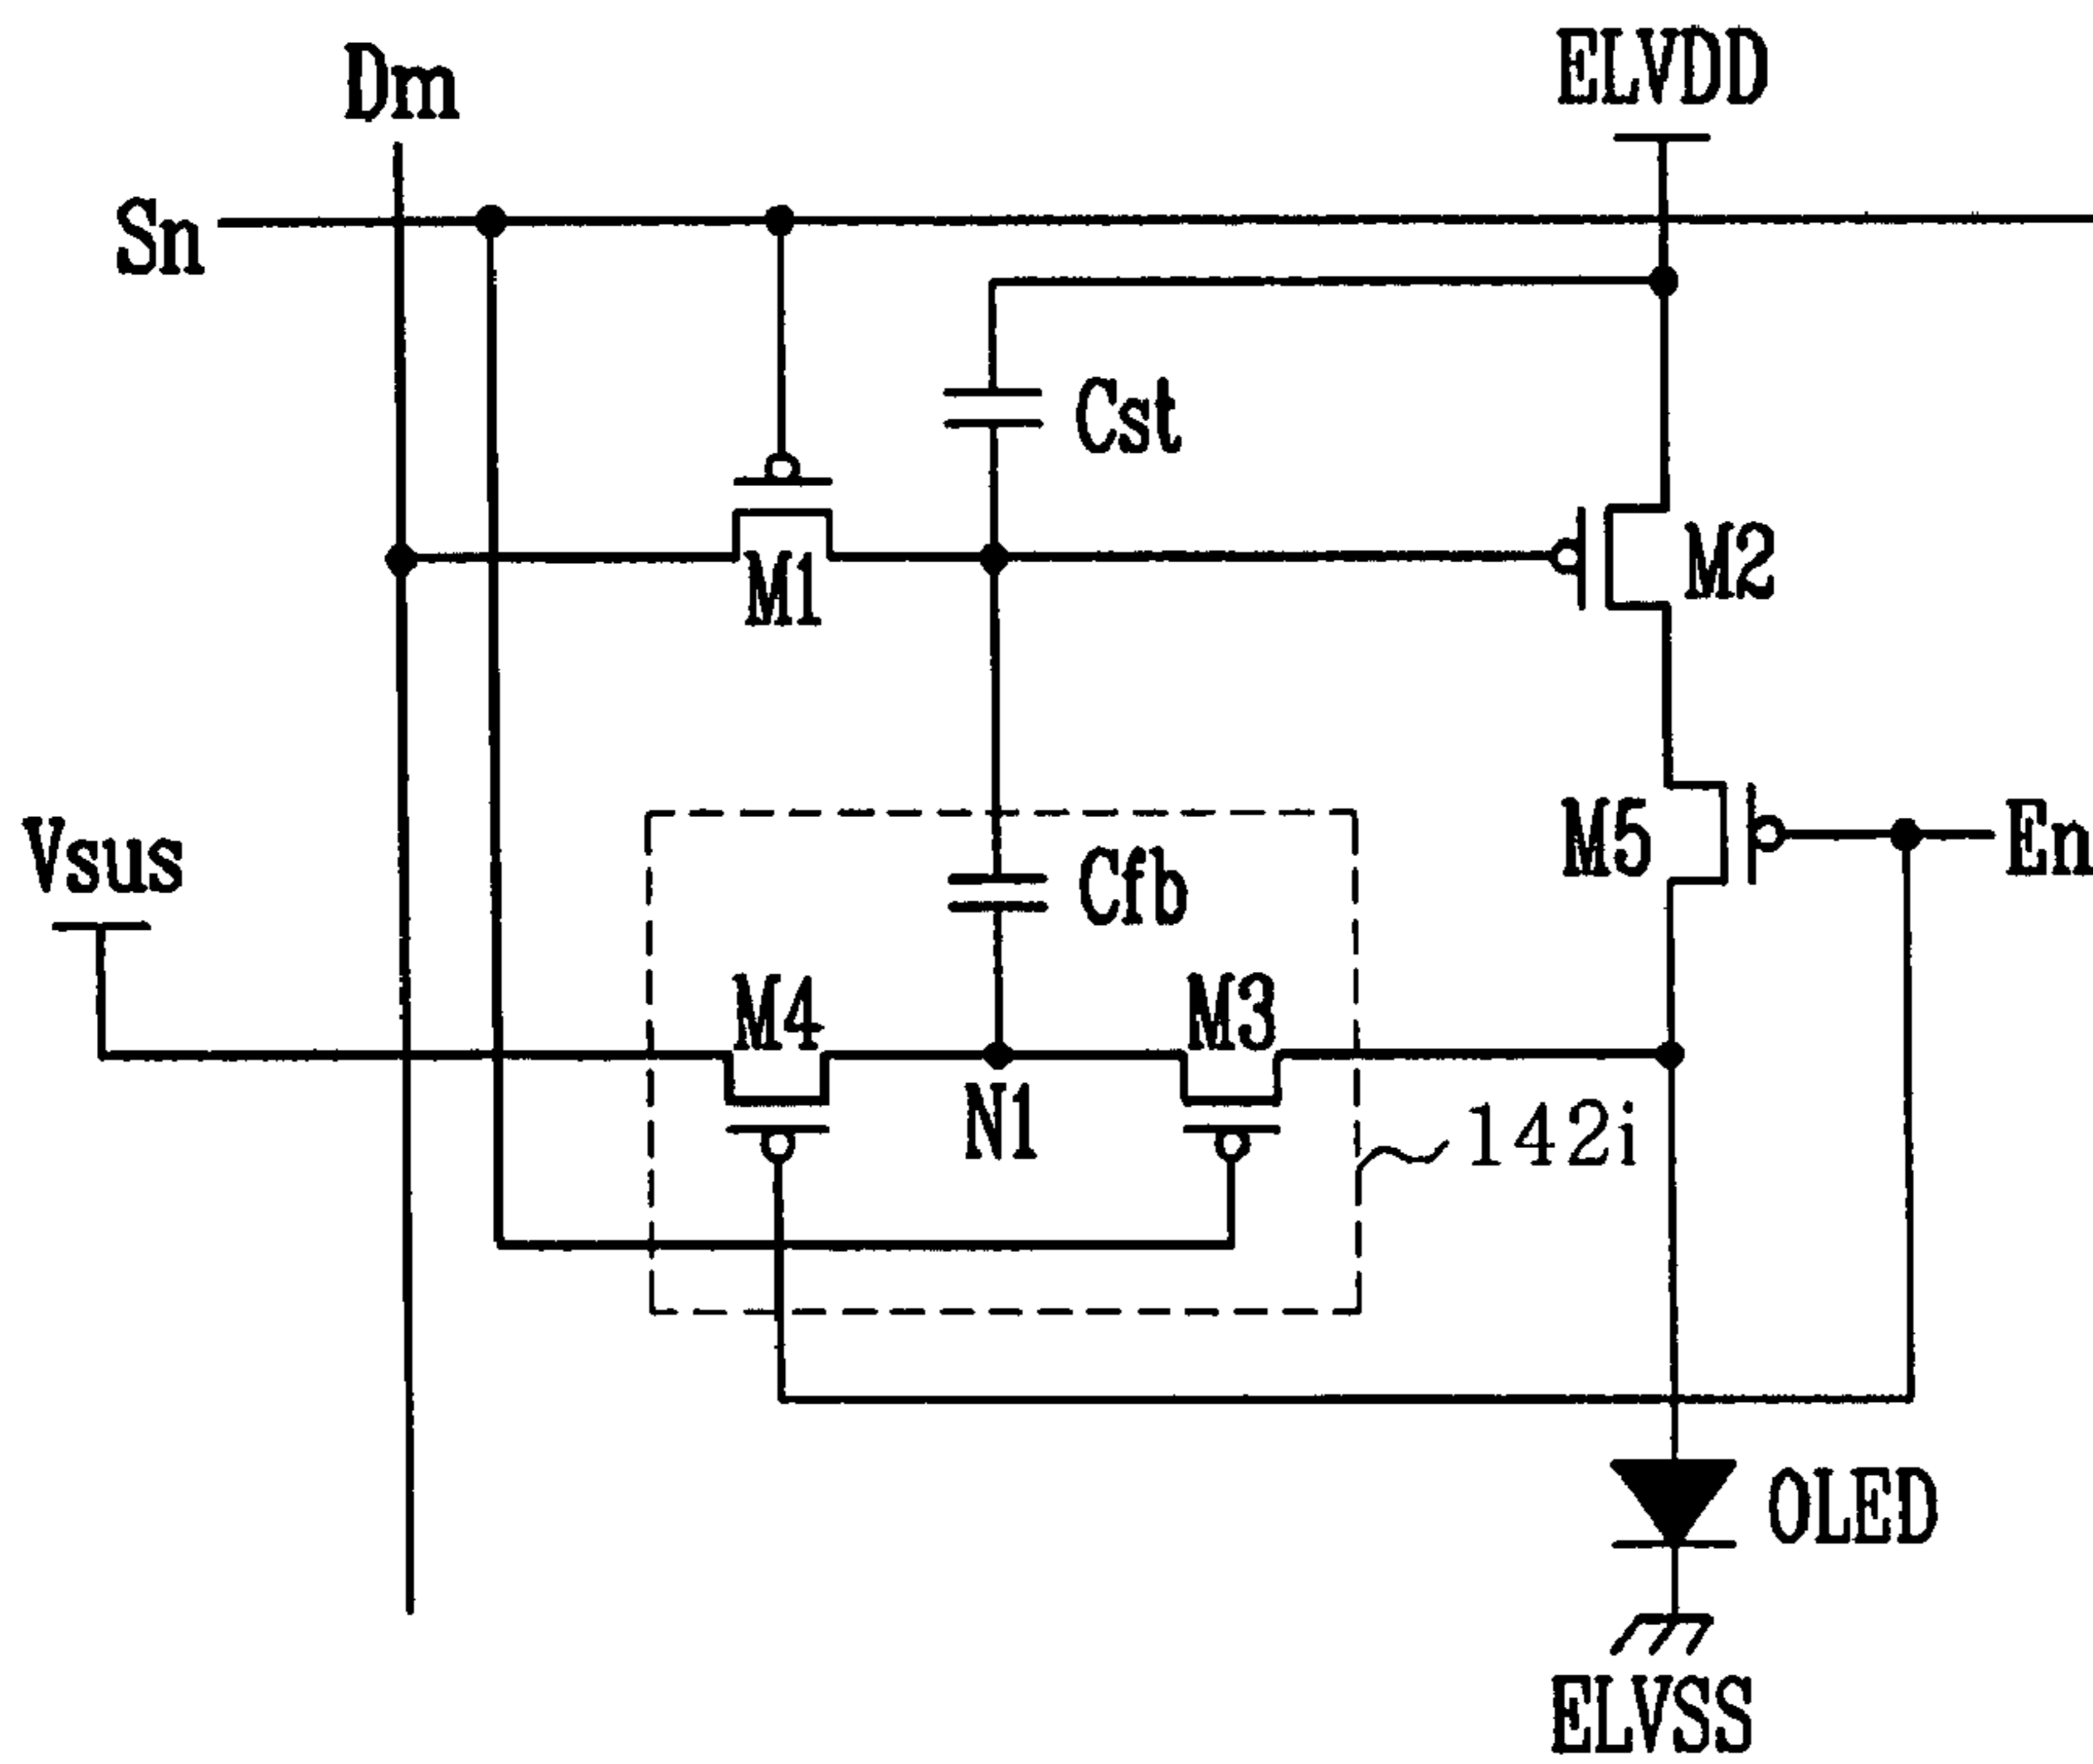 Dm
ELVDD
Sn
Cst
M1
M2
Vsus
Cfb
M5
En
M4
M3
N1
142i
OLED
ELVSS